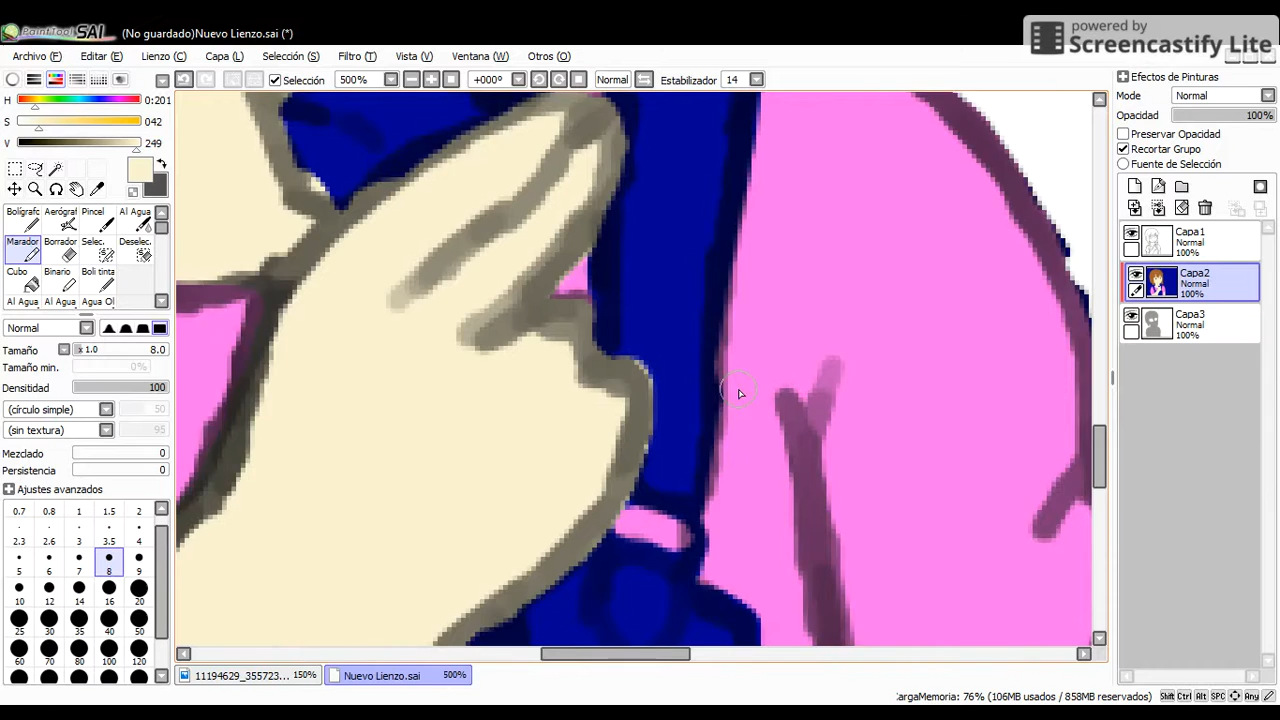 powered by
Screencastify Lite
PaintTool SAI (No guardado)Nuevo Lienzo.sai (*)
Archivo (F) Editar (E) Lienzo (C) Capa (L) Selección (S) Filtro (T) Vista (V) Ventana (W) Otros (O)
Selección 500% +000º Normal Estabilizador 14
H 0:201
S 042
V 249
Bolígrafc Aerógraf Pincel Al Agua
Marador Borrador Selec. Deselec.
Cubo Binario Boli tinta
Al Agua Al Agua Agua Ol
Normal
Tamaño x 1.0 8.0
Tamaño min. 0%
Densidad 100
(círculo simple) 50
(sin textura) 95
Mezclado 0
Persistencia 0
Ajustes avanzados
0.7 0.8 1 1.5 2
2.3 2.6 3 3.5 4
5 6 7 8 9
10 12 14 16 20
25 30 35 40 50
60 70 80 100 120
Efectos de Pinturas
Mode Normal
Opacidad 100%
Preservar Opacidad
Recortar Grupo
Fuente de Selección
Capa1
Normal
100%
Capa2
Normal
100%
Capa3
Normal
100%
11194629_355723... 150% Nuevo Lienzo.sai 500%
CargaMemoria: 76% (106MB usados / 858MB reservados) Shift Ctrl Alt SPC Any